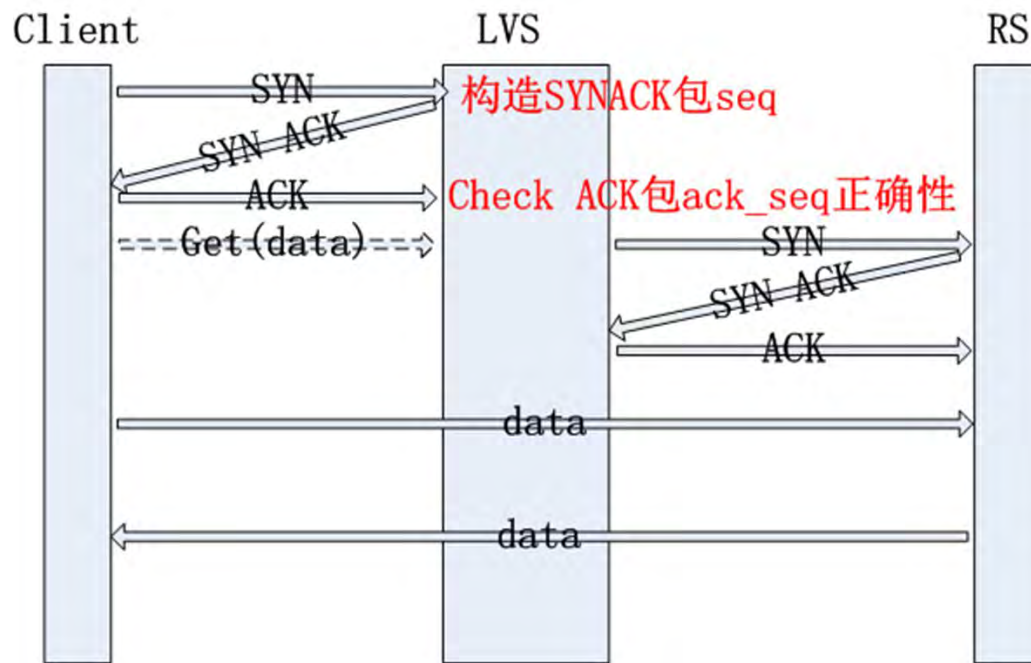 Client LVS RS
SYN 构造SYNACK包seq
SYN ACK
ACK Check ACK包ack_seq正确性
Get(data) SYN
SYN ACK
ACK
data
data